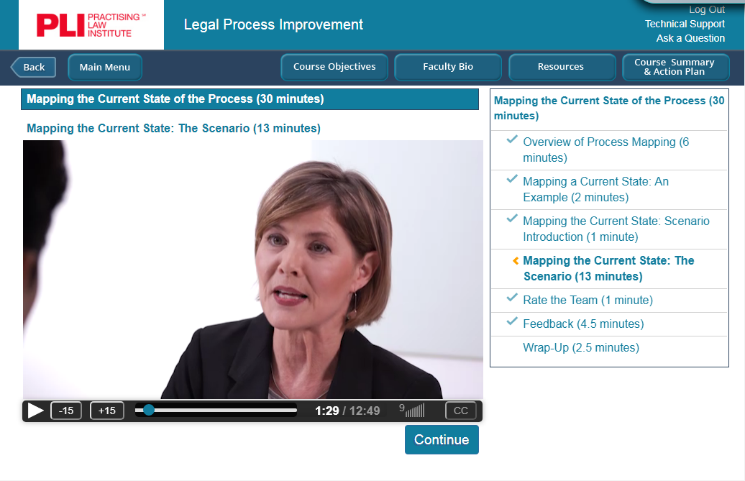 PLI PRACTISING℠
LAW
INSTITUTE
Legal Process Improvement
Log Out
Technical Support
Ask a Question
Back
Main Menu
Course Objectives
Faculty Bio
Resources
Course Summary
& Action Plan
Mapping the Current State of the Process (30 minutes)
Mapping the Current State: The Scenario (13 minutes)
-15
+15
1:29 / 12:49
9
CC
Continue
Mapping the Current State of the Process (30
minutes)
Overview of Process Mapping (6
minutes)
Mapping a Current State: An
Example (2 minutes)
Mapping the Current State: Scenario
Introduction (1 minute)
Mapping the Current State: The
Scenario (13 minutes)
Rate the Team (1 minute)
Feedback (4.5 minutes)
Wrap-Up (2.5 minutes)